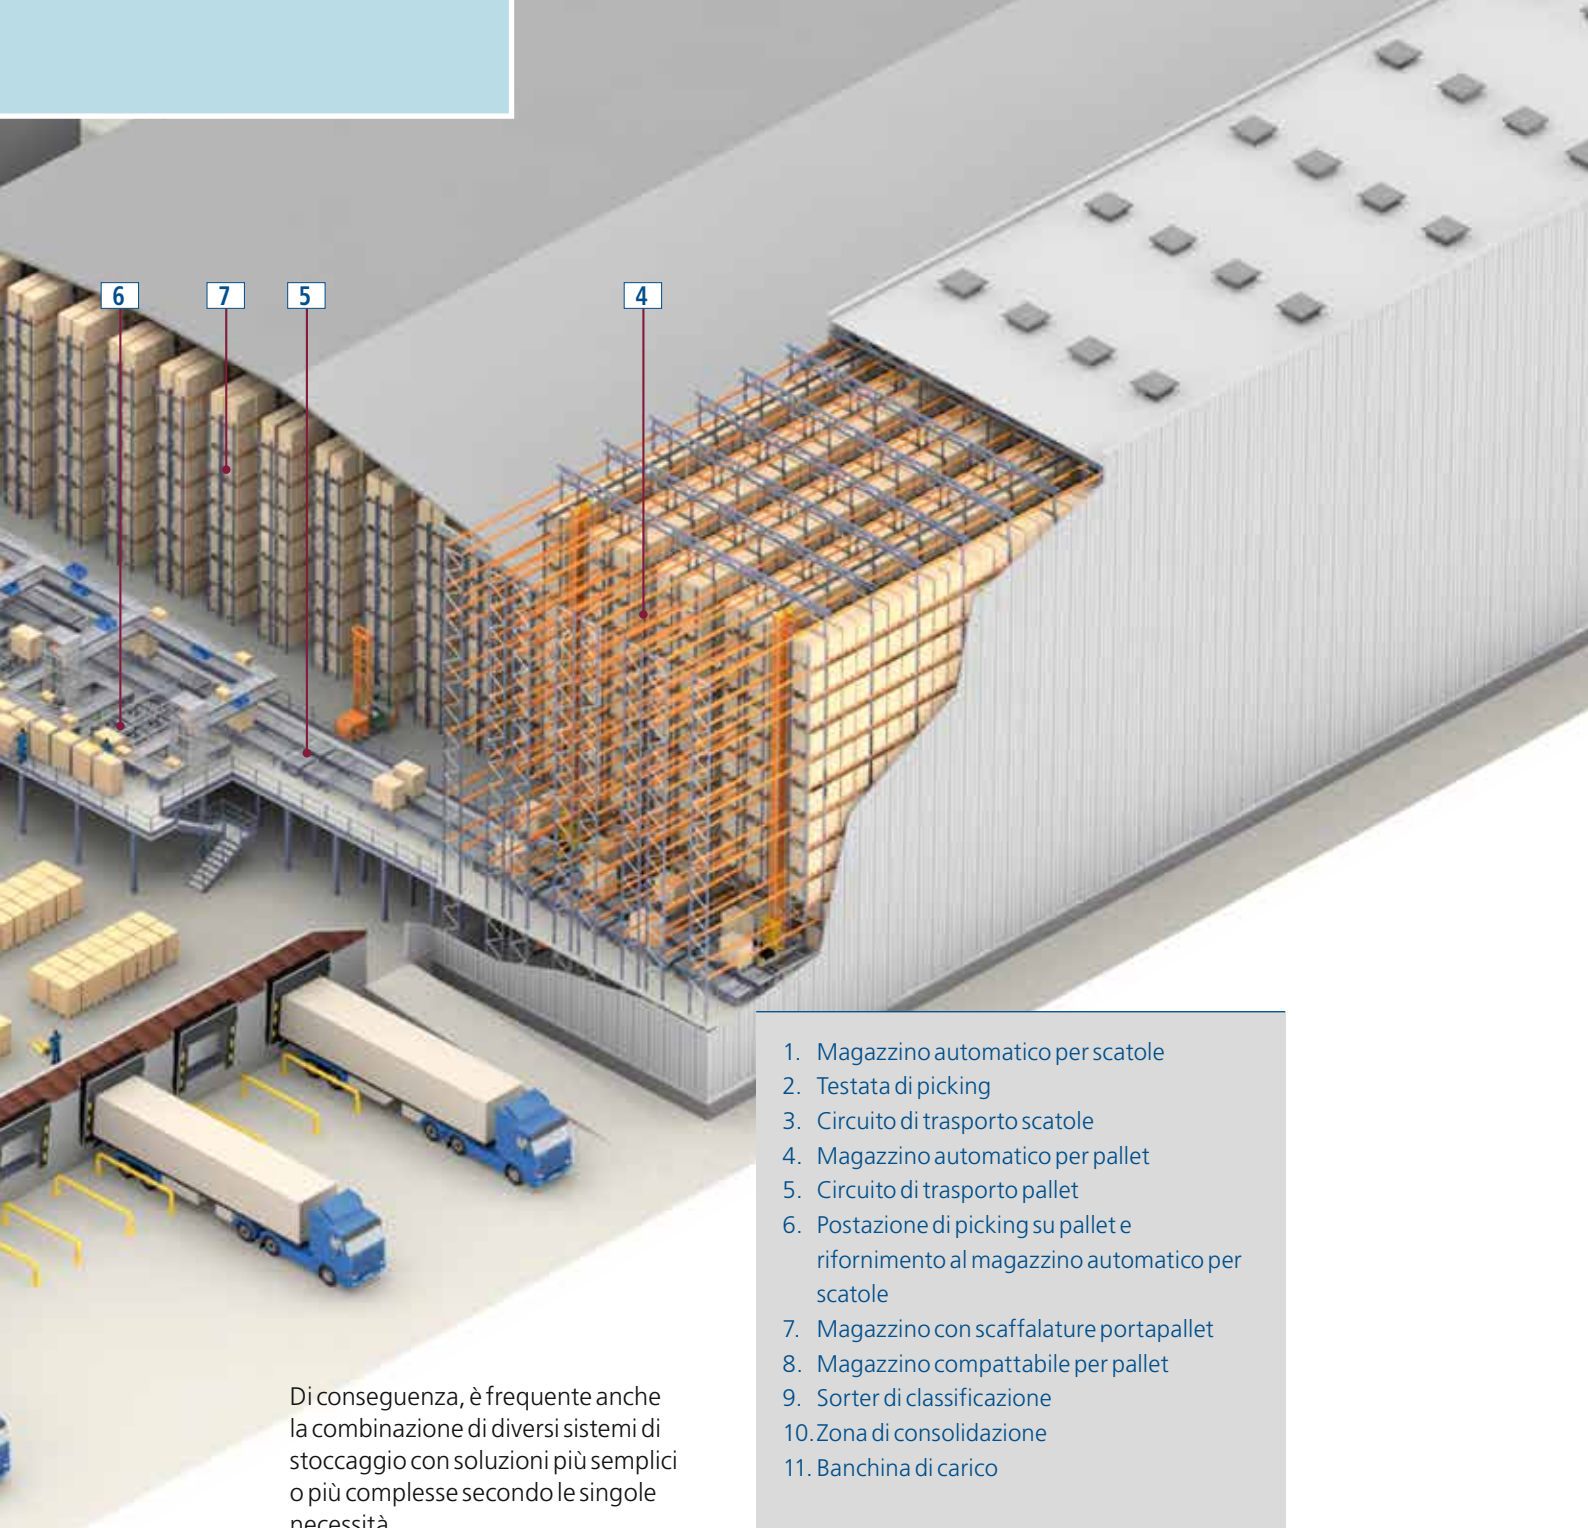 6 7 5 4
1. Magazzino automatico per scatole
2. Testata di picking
3. Circuito di trasporto scatole
4. Magazzino automatico per pallet
5. Circuito di trasporto pallet
6. Postazione di picking su pallet e
rifornimento al magazzino automatico per
scatole
7. Magazzino con scaffalature portapallet
8. Magazzino compattabile per pallet
9. Sorter di classificazione
10. Zona di consolidazione
11. Banchina di carico
Di conseguenza, è frequente anche
la combinazione di diversi sistemi di
stoccaggio con soluzioni più semplici
o più complesse secondo le singole
necessità